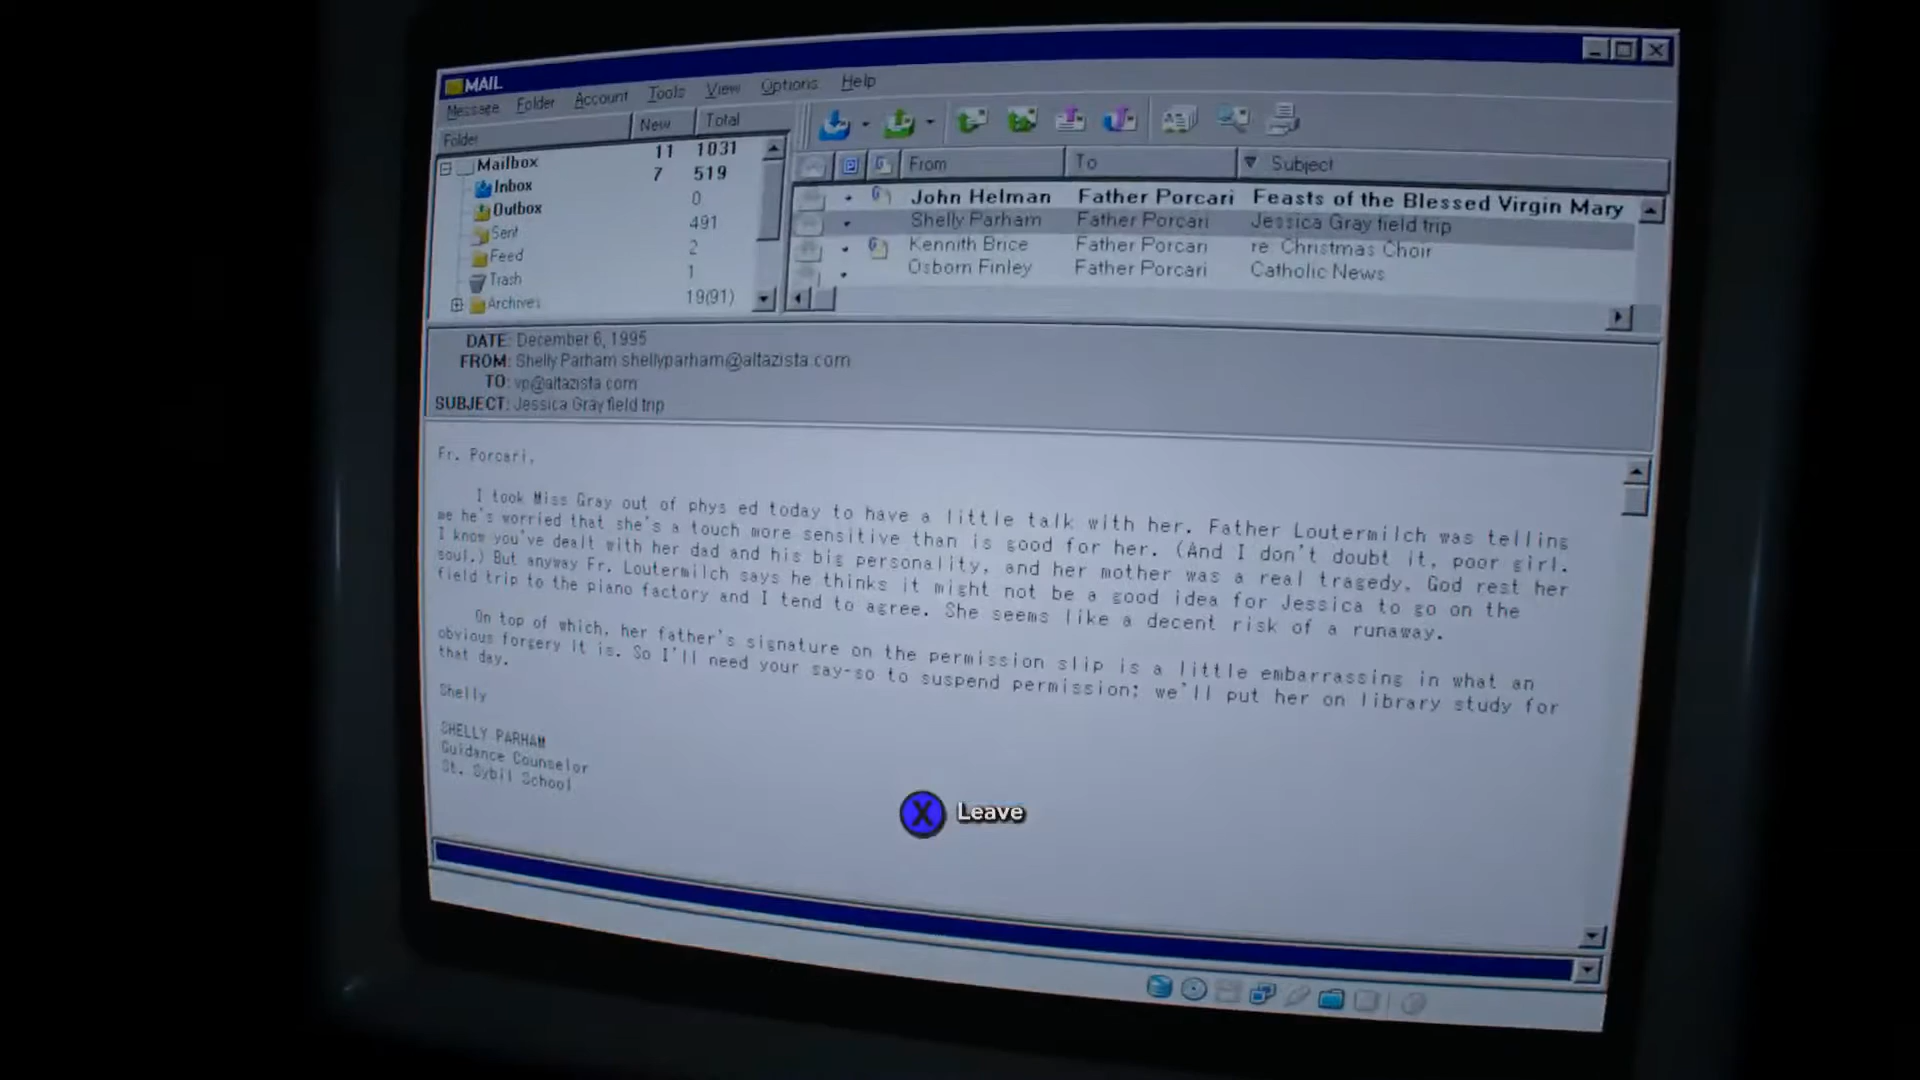 MAIL
Message Folder Account Tools View Options Help
Folder New Total
Mailbox 11 1031
Inbox 7 519
Outbox 0
Sent 491
Feed 2
Trash 1
Archives 19(91)
From To Subject
John Helman Father Porcari Feasts of the Blessed Virgin Mary
Shelly Parham Father Porcari Jessica Gray field trip
Kennith Brice Father Porcari re Christmas Choir
Osborn Finley Father Porcari Catholic News
DATE: December 6, 1995
FROM: Shelly Parham shellyparham@altazista.com
TO: vp@altazista.com
SUBJECT: Jessica Gray field trip
Fr. Porcari,
I took Miss Gray out of phys ed today to have a little talk with her. Father Loutermilch was telling
me he's worried that she's a touch more sensitive than is good for her. (And I don't doubt it, poor girl.
I know you've dealt with her dad and his big personality, and her mother was a real tragedy, God rest her
soul.) But anyway Fr. Loutermilch says he thinks it might not be a good idea for Jessica to go on the
field trip to the piano factory and I tend to agree. She seems like a decent risk of a runaway.
On top of which, her father's signature on the permission slip is a little embarrassing in what an
obvious forgery it is. So I'll need your say-so to suspend permission; we'll put her on library study for
that day.
Shelly
SHELLY PARHAM
Guidance Counselor
St. Sybil School
X Leave